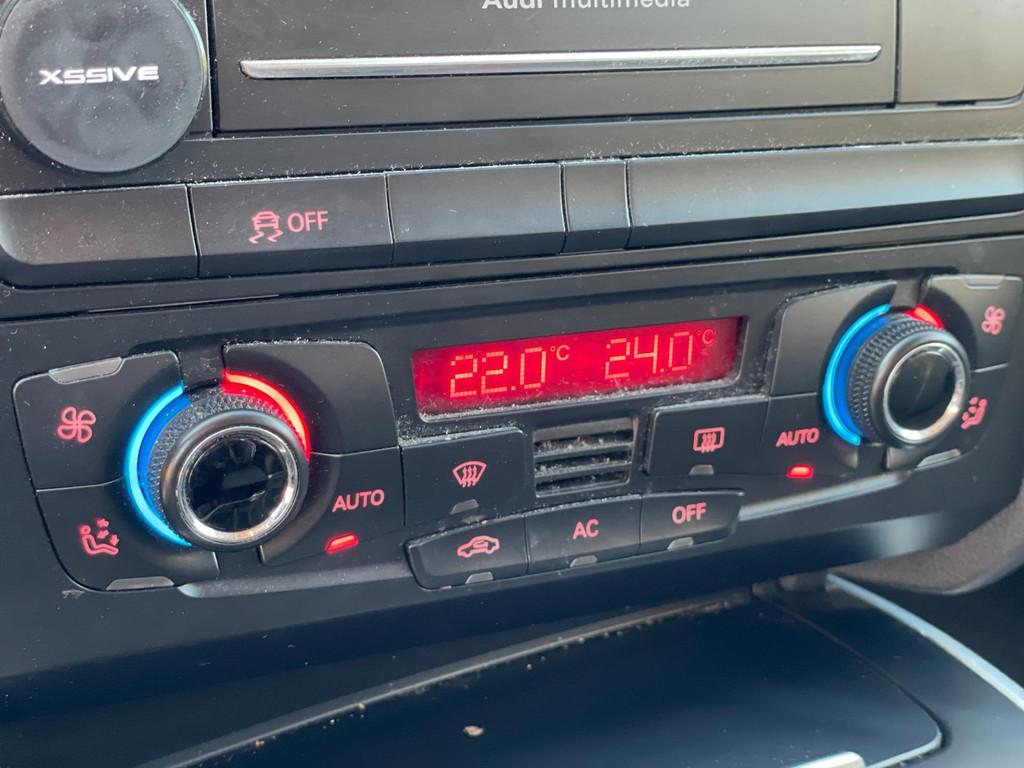 Audi multimedia
XSSIVE
OFF
22.0°C 24.0°C
AUTO
AUTO
AC
OFF